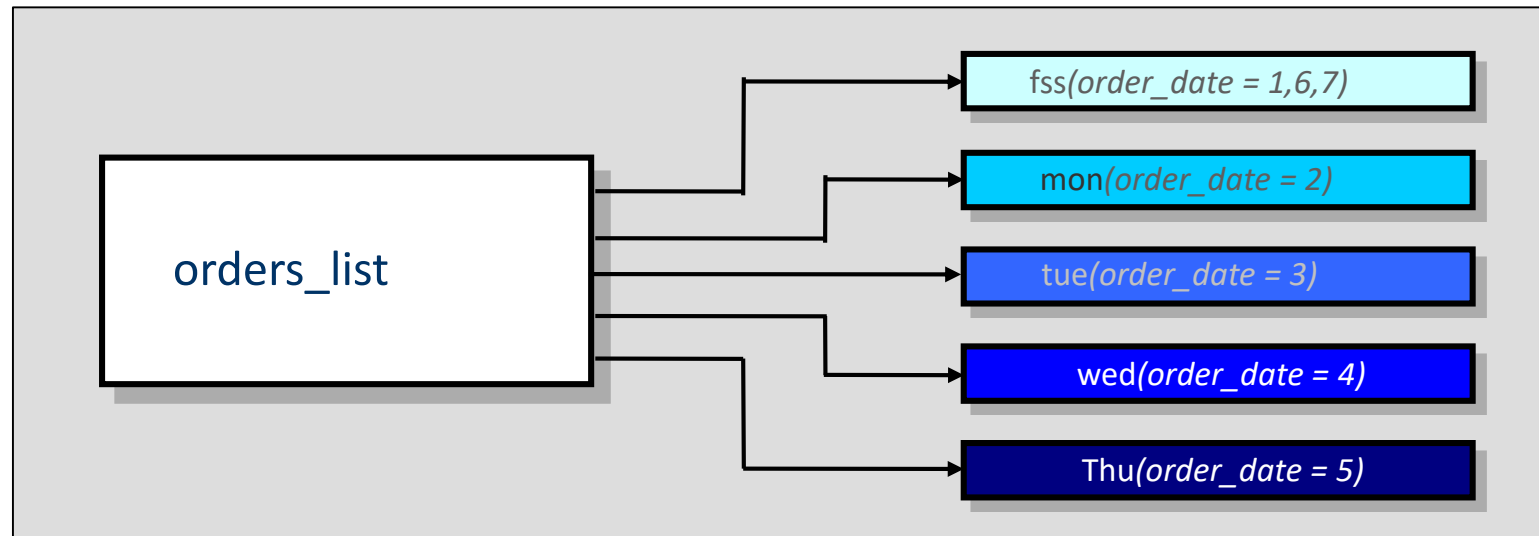 orders_list
fss(order_date = 1,6,7)
mon(order_date = 2)
tue(order_date = 3)
wed(order_date = 4)
Thu(order_date = 5)